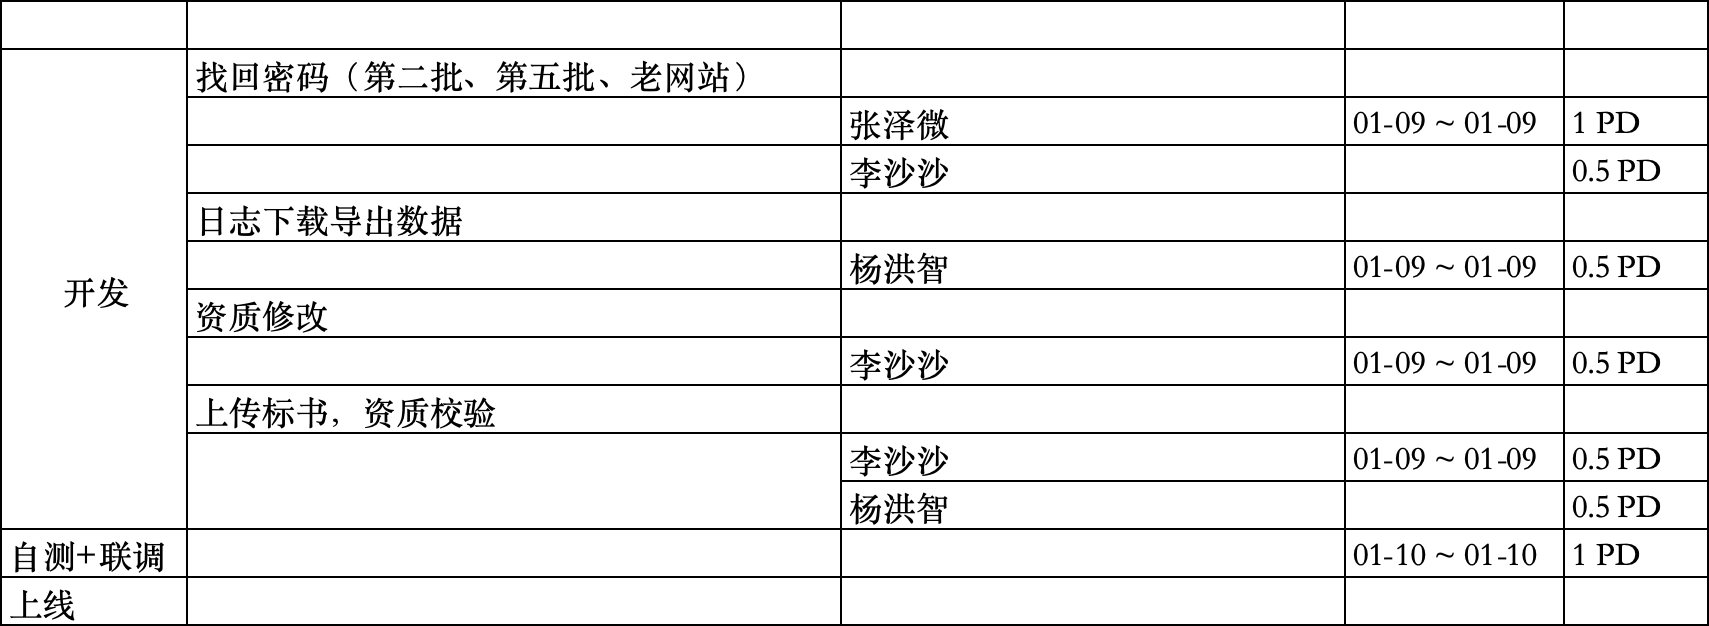 找回密码（第二批、第五批、老网站）
张泽微 01-09 ~ 01-09 1 PD
李沙沙 0.5 PD
日志下载导出数据
杨洪智 01-09 ~ 01-09 0.5 PD
开发
资质修改
李沙沙 01-09 ~ 01-09 0.5 PD
上传标书，资质校验
李沙沙 01-09 ~ 01-09 0.5 PD
杨洪智 0.5 PD
自测+联调 01-10 ~ 01-10 1 PD
上线